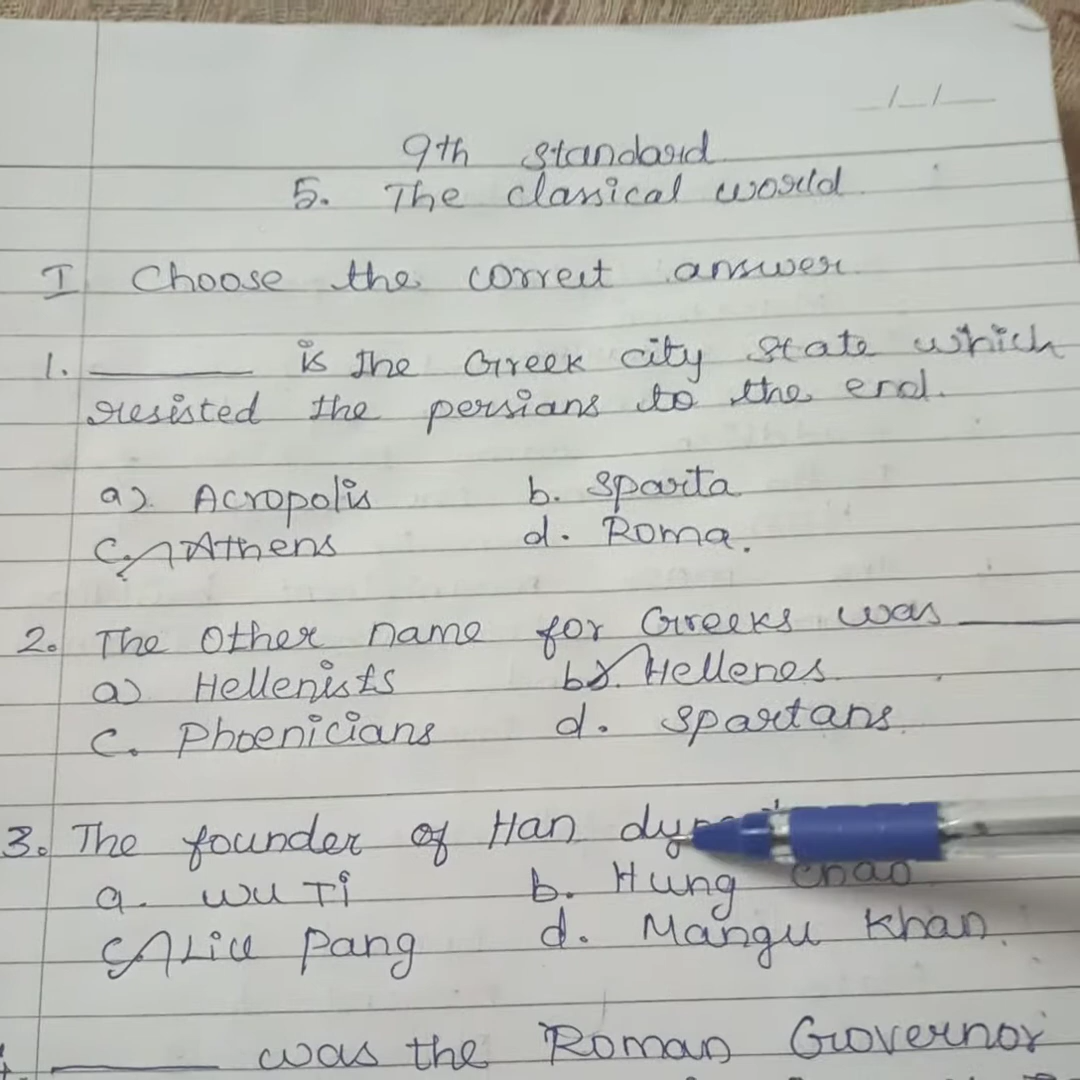 9th standard
5. The classical world
I Choose the correct answer
1. ______ is the Greek city state which
resisted the persians to the end.
a) Acropolis b. Sparta
c. Athens d. Roma.
2. The Other name for Greeks was ______
a) Hellenists b. Hellenes.
c. Phoenicians d. Spartans.
3. The founder of Han
a. Wu Ti b. Hung chao
c. Liu Pang d. Mangu Khan.
4. ______ was the Roman Governor